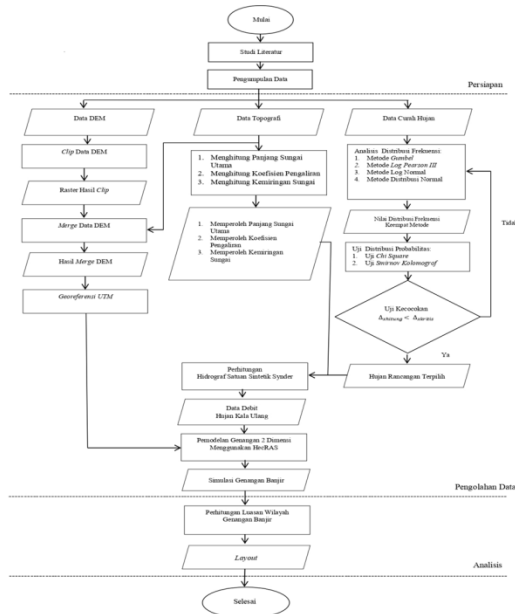 Mulai
Studi Literatur
Pengumpulan Data
Persiapan
Data DEM
Data Topografi
Data Curah Hujan
Clip Data DEM
Raster Hasil Clip
Merge Data DEM
Hasil Merge DEM
Georeferensi UTM
1. Menghitung Panjang Sungai
Utama
2. Menghitung Koefisien Pengaliran
3. Menghitung Kemiringan Sungai
1. Memperoleh Panjang Sungai
Utama
2. Memperoleh Koefisien
Pengaliran
3. Memperoleh Kemiringan
Sungai
Analisis Distribusi Frekuensi
1. Metode Gumbel
2. Metode Log Pearson III
3. Metode Log Normal
4. Metode Distribusi Normal
Nilai Distribusi Frekuensi
Keempat Metode
Tidak
Uji Distribusi Probabilitas:
1. Uji Chi Square
2. Uji Smirnov Kolomograf
Uji Kecocokan
Δhitung < Δkritis
Ya
Hujan Rancangan Terpilih
Perhitungan
Hidrograf Satuan Sintetik Synder
Data Debit
Hujan Kala Ulang
Pemodelan Genangan 2 Dimensi
Menggunakan HecRAS
Simulasi Genangan Banjir
Pengolahan Data
Perhitungan Luasan Wilayah
Genangan Banjir
Layout
Analisis
Selesai